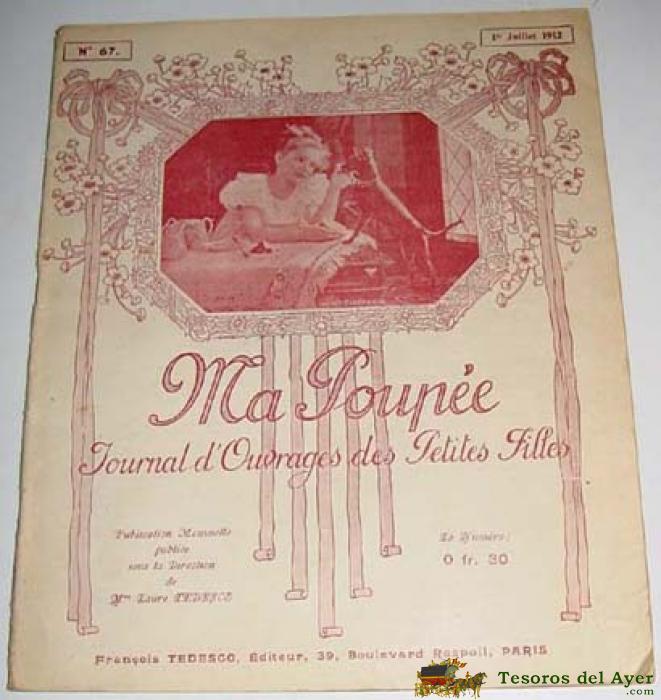 N° 67.
1er Juillet 1912
Ma Poupée
Journal d'Ouvrages des Petites Filles
Publication Mensuelle
publiée
sous la Direction
de
Mme Laure TEDESCO
Le Numéro:
0 fr. 30
François TEDESCO, Éditeur, 39, Boulevard Raspail, PARIS
Tesoros del Ayer
.com